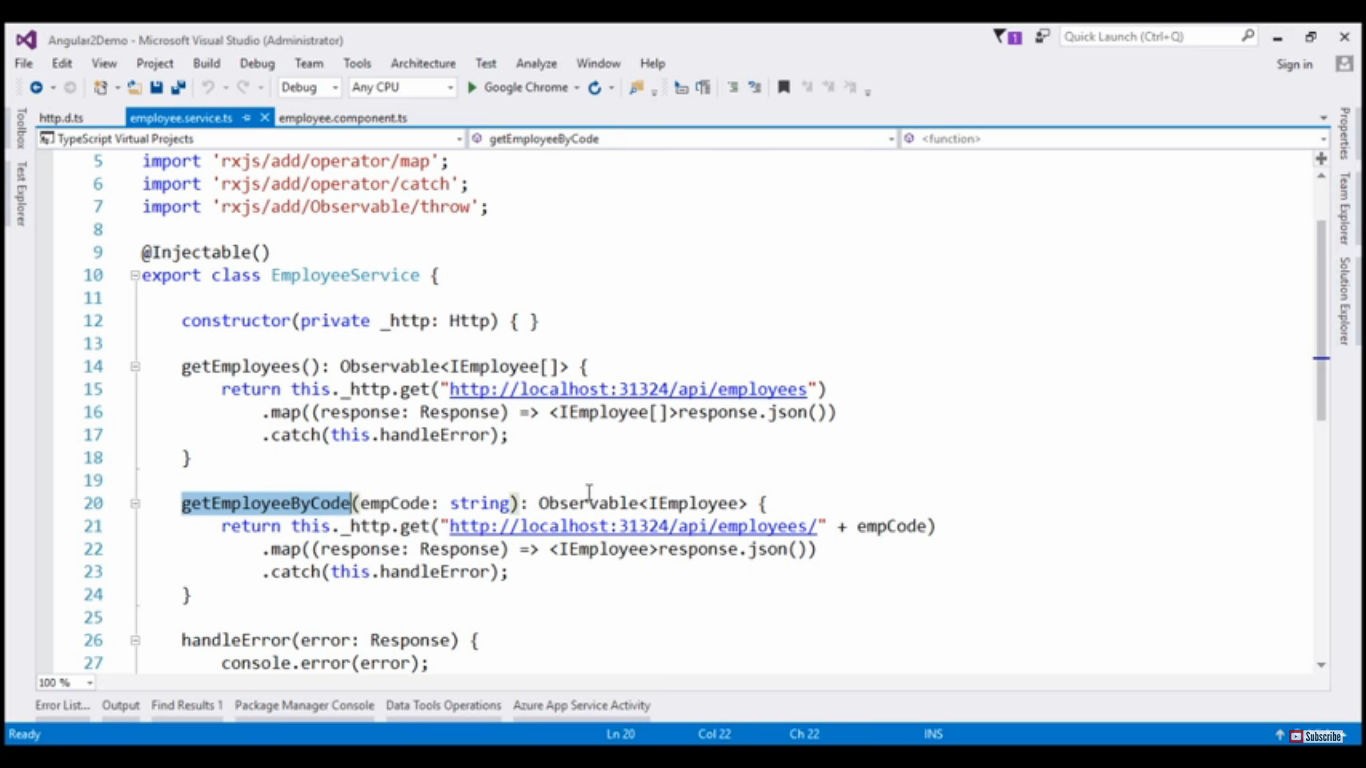 Angular2Demo - Microsoft Visual Studio (Administrator)
1
Quick Launch (Ctrl+Q)
File Edit View Project Build Debug Team Tools Architecture Test Analyze Window Help
Sign in
Debug Any CPU Google Chrome
http.d.ts employee.service.ts employee.component.ts
TypeScript Virtual Projects getEmployeeByCode <function>
Toolbox
Test Explorer
Properties
Team Explorer
Solution Explorer
5 import 'rxjs/add/operator/map';
6 import 'rxjs/add/operator/catch';
7 import 'rxjs/add/Observable/throw';
8
9 @Injectable()
10 export class EmployeeService {
11
12 constructor(private _http: Http) { }
13
14 getEmployees(): Observable<IEmployee[]> {
15 return this._http.get("http://localhost:31324/api/employees")
16 .map((response: Response) => <IEmployee[]>response.json())
17 .catch(this.handleError);
18 }
19
20 getEmployeeByCode(empCode: string): Observable<IEmployee> {
21 return this._http.get("http://localhost:31324/api/employees/" + empCode)
22 .map((response: Response) => <IEmployee>response.json())
23 .catch(this.handleError);
24 }
25
26 handleError(error: Response) {
27 console.error(error);
100 %
Error List... Output Find Results 1 Package Manager Console Data Tools Operations Azure App Service Activity
Ready Ln 20 Col 22 Ch 22 INS
Subscribe